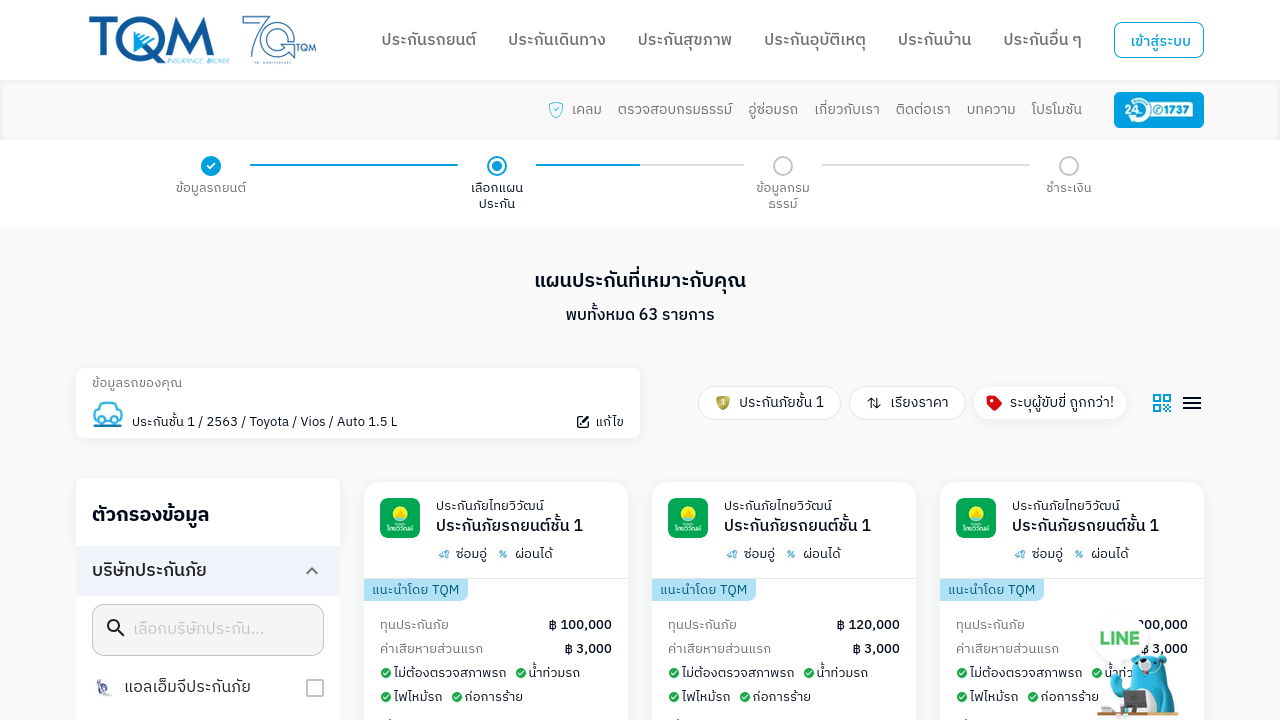 TQM
INSURANCE BROKER
TQM
7th ANNIVERSARY
ประกันรถยนต์
ประกันเดินทาง
ประกันสุขภาพ
ประกันอุบัติเหตุ
ประกันบ้าน
ประกันอื่น ๆ
เข้าสู่ระบบ
เคลม
ตรวจสอบกรมธรรม์
อู่ซ่อมรถ
เกี่ยวกับเรา
ติดต่อเรา
บทความ
โปรโมชัน
24 1737
ข้อมูลรถยนต์
เลือกแผน
ประกัน
ข้อมูลกรม
ธรรม์
ชำระเงิน
แผนประกันที่เหมาะกับคุณ
พบทั้งหมด 63 รายการ
ข้อมูลรถของคุณ
ประกันชั้น 1 / 2563 / Toyota / Vios / Auto 1.5 L
แก้ไข
ประกันภัยชั้น 1
เรียงราคา
ระบุผู้ขับขี่ ถูกกว่า!
ตัวกรองข้อมูล
บริษัทประกันภัย
เลือกบริษัทประกัน...
แอลเอ็มจีประกันภัย
ประกันภัยไทยวิวัฒน์
ประกันภัยรถยนต์ชั้น 1
ซ่อมอู่
ผ่อนได้
แนะนำโดย TQM
ทุนประกันภัย
฿ 100,000
ค่าเสียหายส่วนแรก
฿ 3,000
ไม่ต้องตรวจสภาพรถ
น้ำท่วมรถ
ไฟไหม้รถ
ก่อการร้าย
ประกันภัยไทยวิวัฒน์
ประกันภัยรถยนต์ชั้น 1
ซ่อมอู่
ผ่อนได้
แนะนำโดย TQM
ทุนประกันภัย
฿ 120,000
ค่าเสียหายส่วนแรก
฿ 3,000
ไม่ต้องตรวจสภาพรถ
น้ำท่วมรถ
ไฟไหม้รถ
ก่อการร้าย
ประกันภัยไทยวิวัฒน์
ประกันภัยรถยนต์ชั้น 1
ซ่อมอู่
ผ่อนได้
แนะนำโดย TQM
ทุนประกันภัย
ค่าเสียหายส่วนแรก
฿ 3,000
ไม่ต้องตรวจสภาพรถ
ไฟไหม้รถ
ก่อการร้าย
LINE